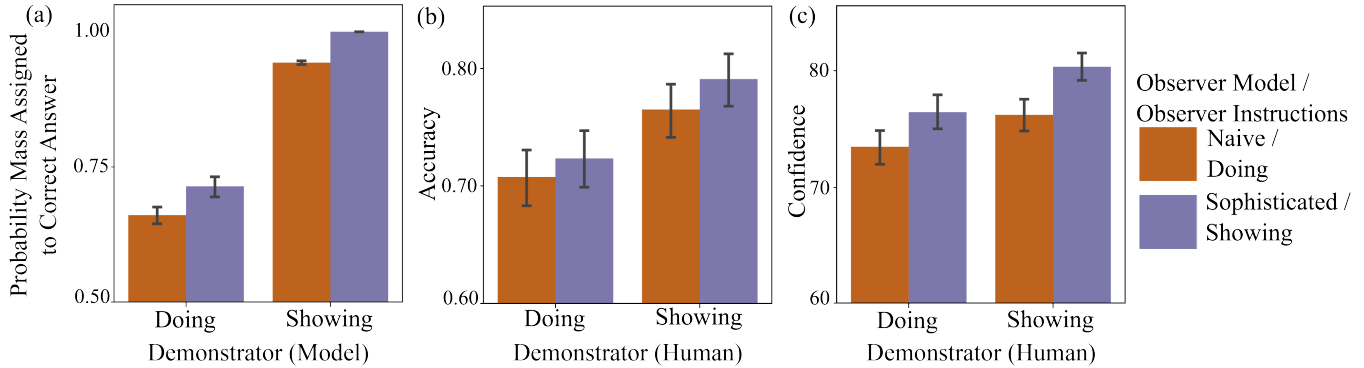 (a)
Probability Mass Assigned
to Correct Answer
1.00
0.75
0.50
Doing
Showing
Demonstrator (Model)
(b)
Accuracy
0.80
0.70
0.60
Doing
Showing
Demonstrator (Human)
(c)
Confidence
80
70
60
Doing
Showing
Demonstrator (Human)
Observer Model /
Observer Instructions
Naive /
Doing
Sophisticated /
Showing